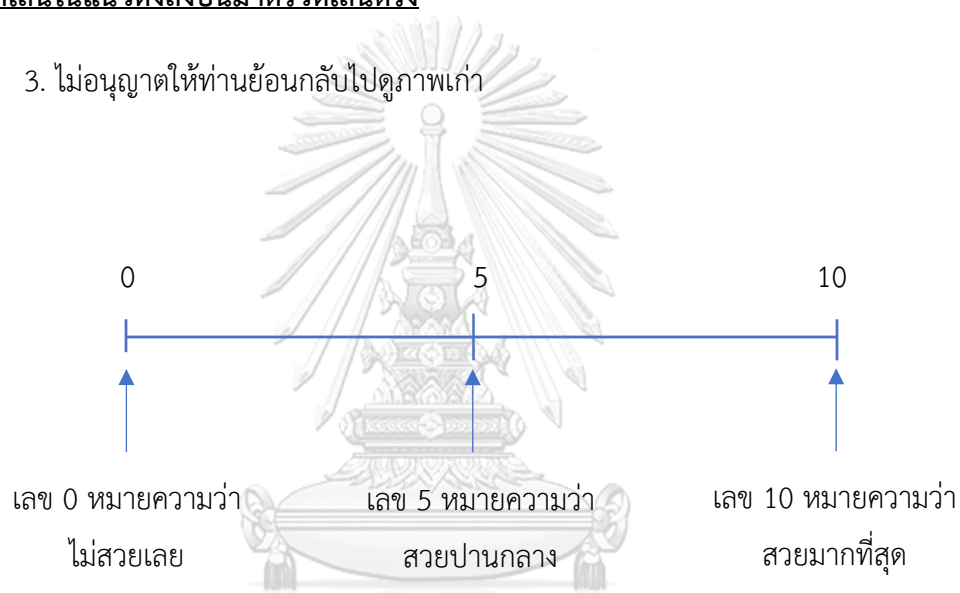 3. ไม่อนุญาตให้ท่านย้อนกลับไปดูภาพเก่า
0 5 10
เลข 0 หมายความว่า เลข 5 หมายความว่า เลข 10 หมายความว่า
ไม่สวยเลย สวยปานกลาง สวยมากที่สุด